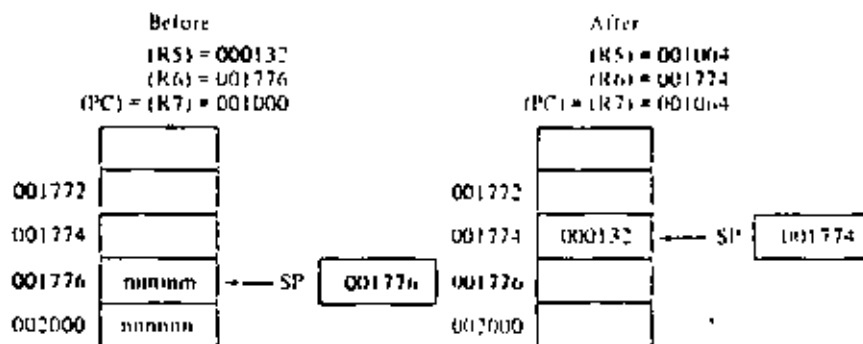 Before
(R5) = 000132
(R6) = 001776
(PC) = (R7) = 001000
001772
001774
001776 ← SP 001776
002000 nnnnnn
After
(R5) = 001004
(R6) = 001774
(PC) = (R7) = 001064
001772
001774 000132 ← SP 001774
001776
002000